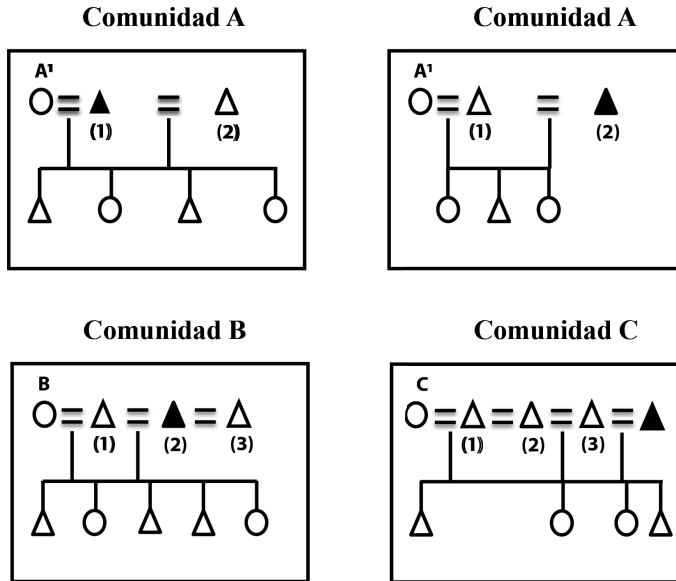 Comunidad A
A¹
(1)
(2)
Comunidad A
A¹
(1)
(2)
Comunidad B
B
(1)
(2)
(3)
Comunidad C
C
(1)
(2)
(3)